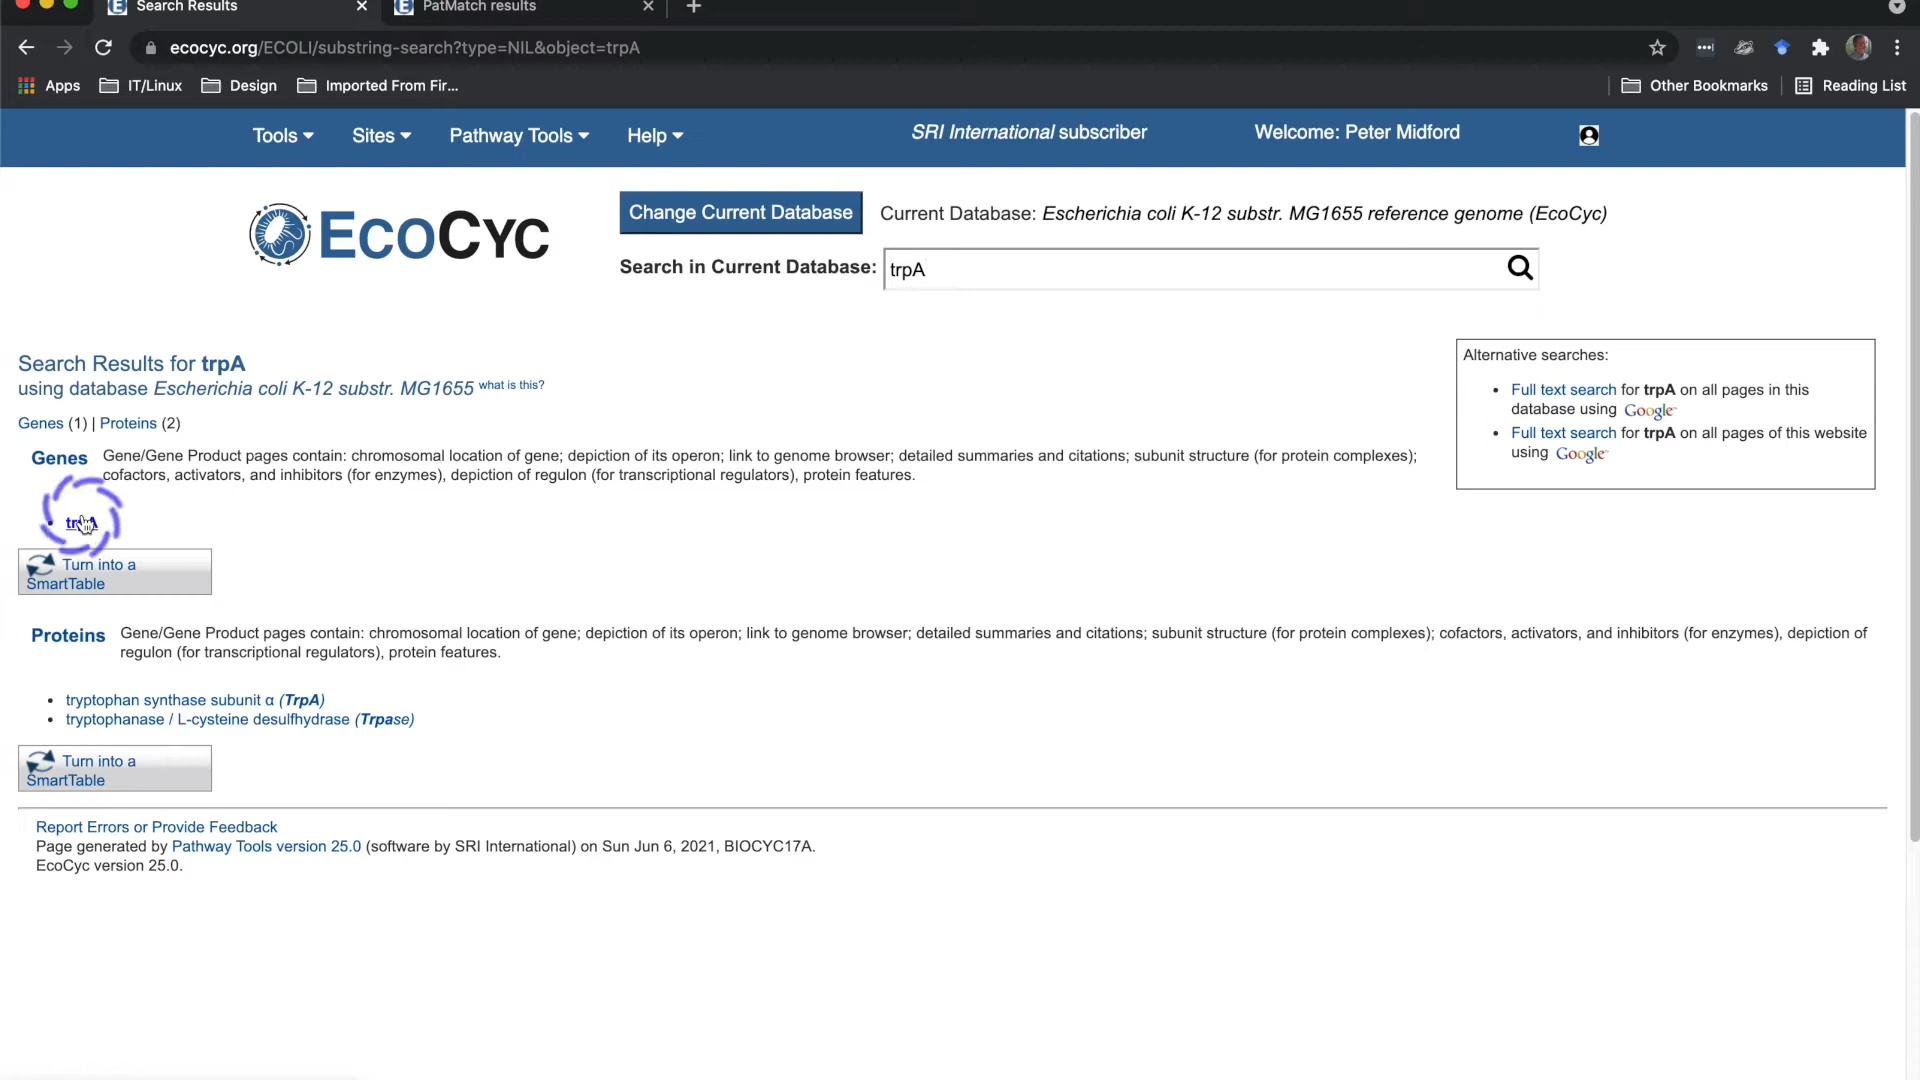 Search Results
PatMatch results
ecocyc.org/ECOLI/substring-search?type=NIL&object=trpA
Apps IT/Linux Design Imported From Fir... Other Bookmarks Reading List
Tools Sites Pathway Tools Help SRI International subscriber Welcome: Peter Midford
EcoCyc
Change Current Database Current Database: Escherichia coli K-12 substr. MG1655 reference genome (EcoCyc)
Search in Current Database: trpA
Search Results for trpA
using database Escherichia coli K-12 substr. MG1655 what is this?
Genes (1) | Proteins (2)
Genes Gene/Gene Product pages contain: chromosomal location of gene; depiction of its operon; link to genome browser; detailed summaries and citations; subunit structure (for protein complexes);
cofactors, activators, and inhibitors (for enzymes), depiction of regulon (for transcriptional regulators), protein features.
• trpA
Turn into a
SmartTable
Alternative searches:
• Full text search for trpA on all pages in this
database using Google
• Full text search for trpA on all pages of this website
using Google
Proteins Gene/Gene Product pages contain: chromosomal location of gene; depiction of its operon; link to genome browser; detailed summaries and citations; subunit structure (for protein complexes); cofactors, activators, and inhibitors (for enzymes), depiction of
regulon (for transcriptional regulators), protein features.
• tryptophan synthase subunit α (TrpA)
• tryptophanase / L-cysteine desulfhydrase (Trpase)
Turn into a
SmartTable
Report Errors or Provide Feedback
Page generated by Pathway Tools version 25.0 (software by SRI International) on Sun Jun 6, 2021, BIOCYC17A.
EcoCyc version 25.0.